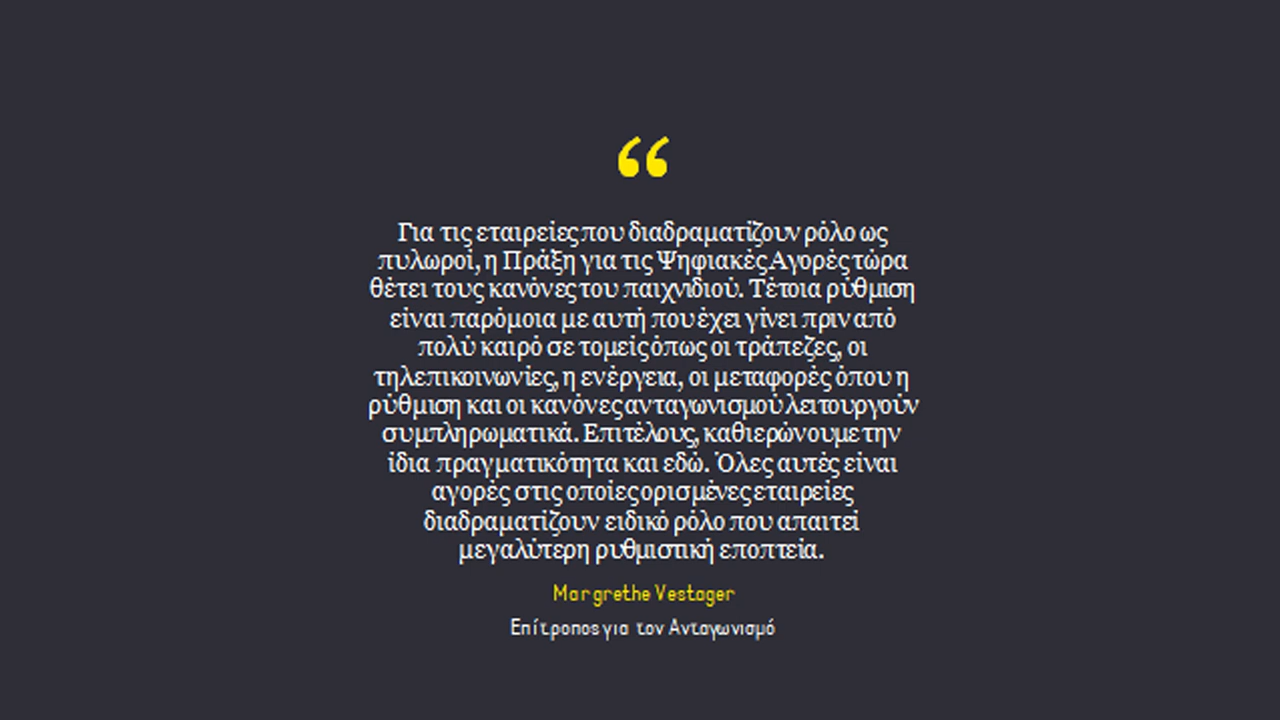 “
Για τις εταιρείες που διαδραματίζουν ρόλο ως
πυλωροί, η Πράξη για τις Ψηφιακές Αγορές τώρα
θέτει τους κανόνες του παιχνιδιού. Τέτοια ρύθμιση
είναι παρόμοια με αυτή που έχει γίνει πριν από
πολύ καιρό σε τομείς όπως οι τράπεζες, οι
τηλεπικοινωνίες, η ενέργεια, οι μεταφορές όπου η
ρύθμιση και οι κανόνες ανταγωνισμού λειτουργούν
συμπληρωματικά. Επιτέλους, καθιερώνουμε την
ίδια πραγματικότητα και εδώ. Όλες αυτές είναι
αγορές στις οποίες ορισμένες εταιρείες
διαδραματίζουν ειδικό ρόλο που απαιτεί
μεγαλύτερη ρυθμιστική εποπτεία.
Margrethe Vestager
Επίτροπος για τον Ανταγωνισμό